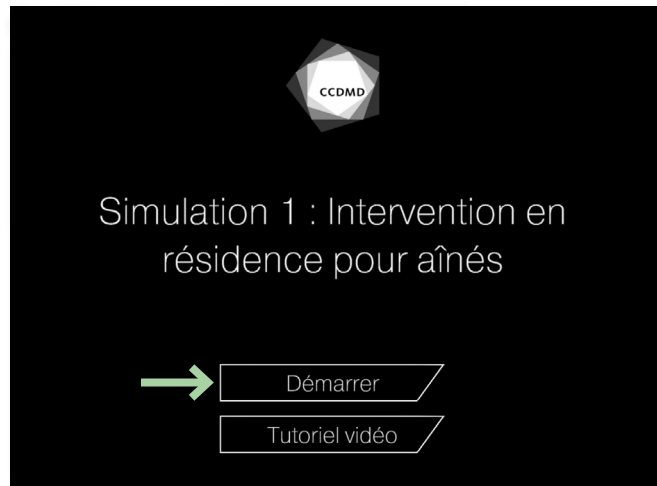 CCDMD
Simulation 1 : Intervention en
résidence pour aînés
Démarrer
Tutoriel vidéo